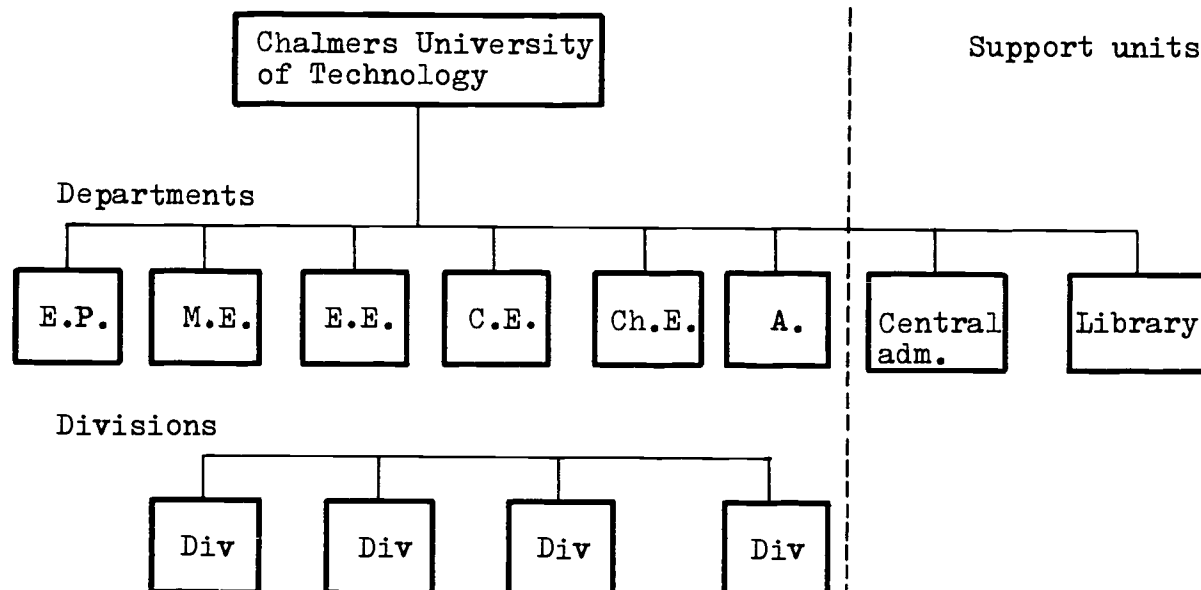 Chalmers University
of Technology
Support units
Departments
E.P.
M.E.
E.E.
C.E.
Ch.E.
A.
Central
adm.
Library
Divisions
Div
Div
Div
Div